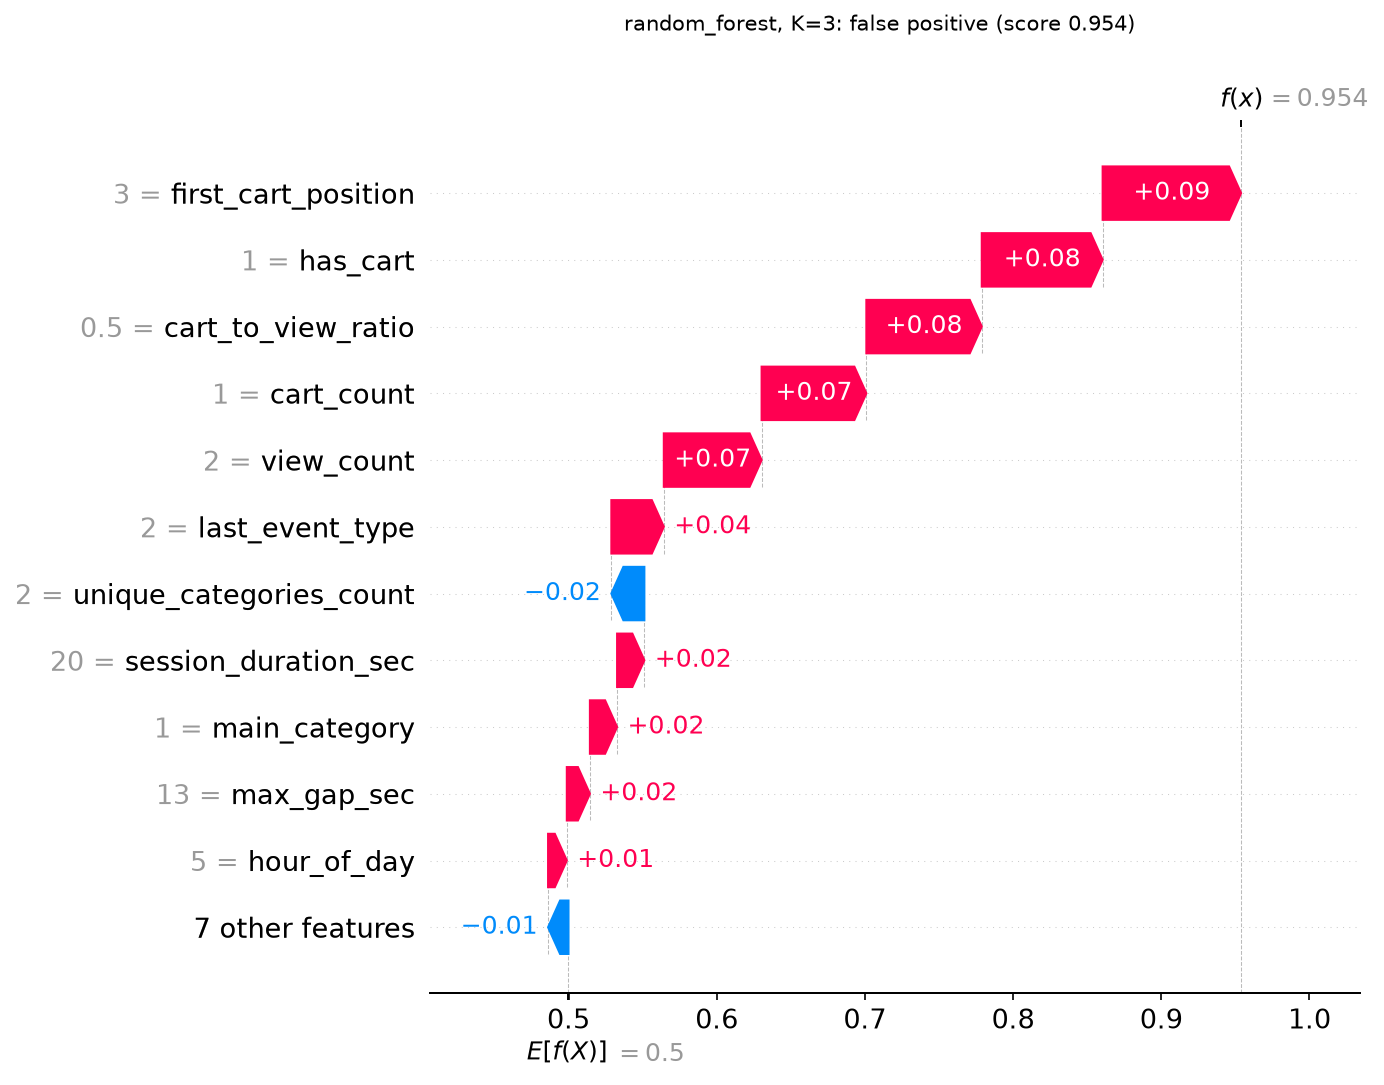 random_forest, K=3: false positive (score 0.954)
f(x) = 0.954
3 = first_cart_position +0.09
1 = has_cart +0.08
0.5 = cart_to_view_ratio +0.08
1 = cart_count +0.07
2 = view_count +0.07
2 = last_event_type +0.04
2 = unique_categories_count −0.02
20 = session_duration_sec +0.02
1 = main_category +0.02
13 = max_gap_sec +0.02
5 = hour_of_day +0.01
7 other features −0.01
0.5 0.6 0.7 0.8 0.9 1.0
E[f(X)] = 0.5